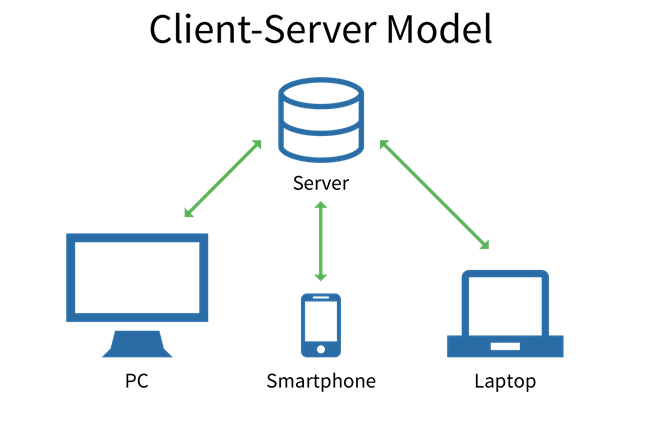 Client-Server Model
Server
PC
Smartphone
Laptop